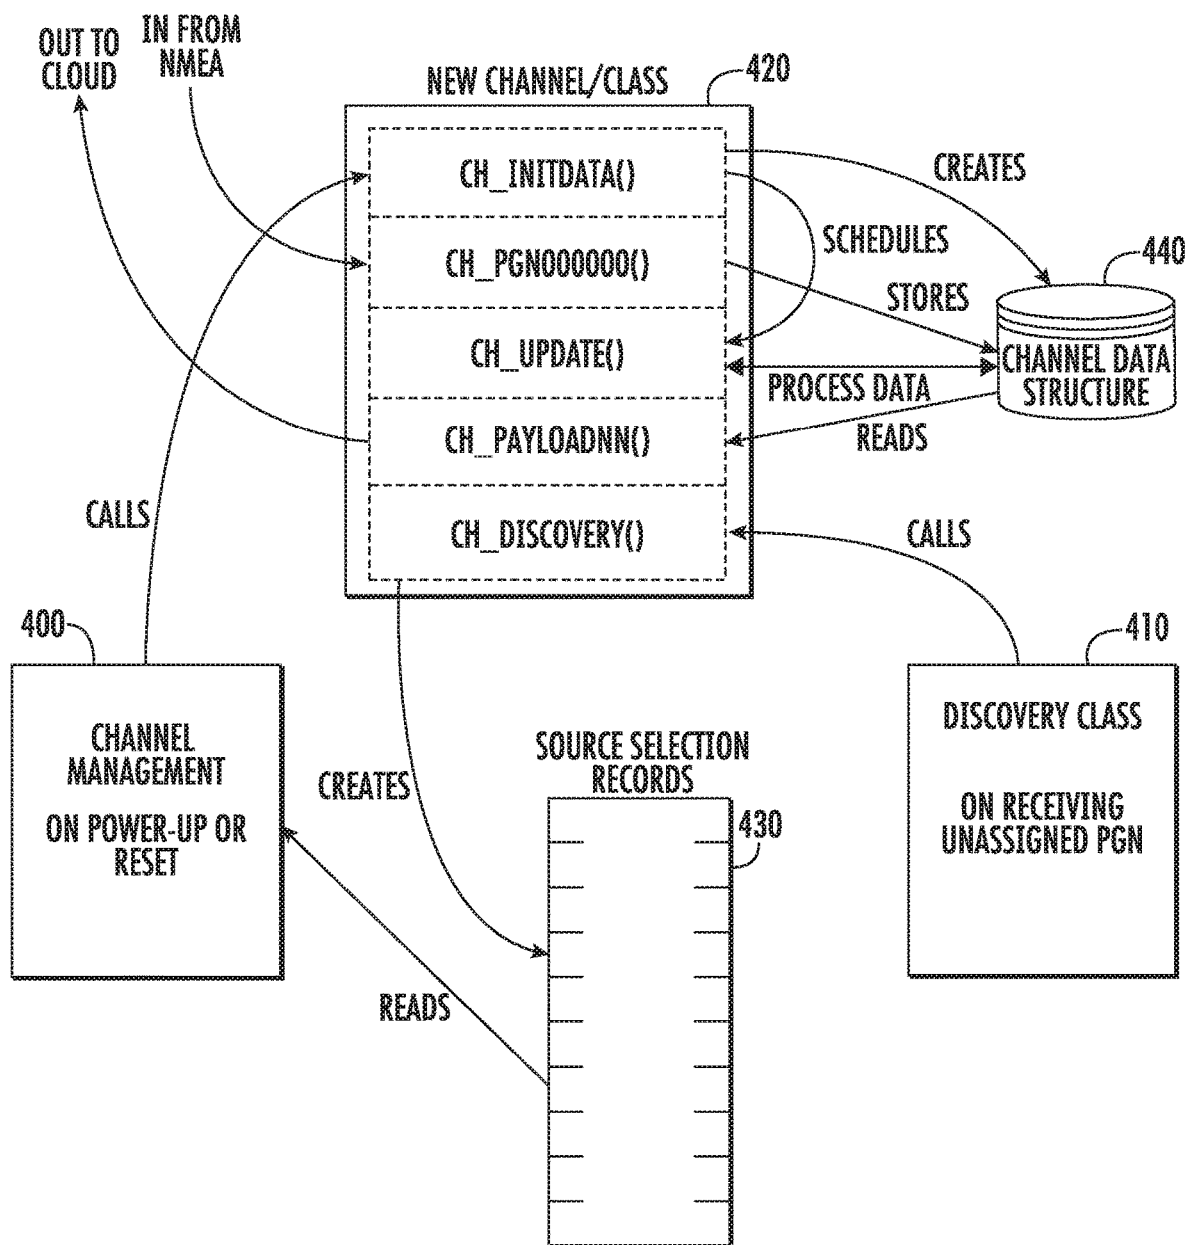 OUT TO
CLOUD
IN FROM
NMEA
NEW CHANNEL/CLASS
420
CH_INITDATA()
CREATES
SCHEDULES
CH_PGN000000()
440
STORES
CH_UPDATE()
CHANNEL DATA
STRUCTURE
PROCESS DATA
CH_PAYLOADNN()
READS
CALLS
CH_DISCOVERY()
CALLS
400
410
CHANNEL
MANAGEMENT
ON POWER-UP OR
RESET
DISCOVERY CLASS
ON RECEIVING
UNASSIGNED PGN
SOURCE SELECTION
RECORDS
CREATES
430
READS